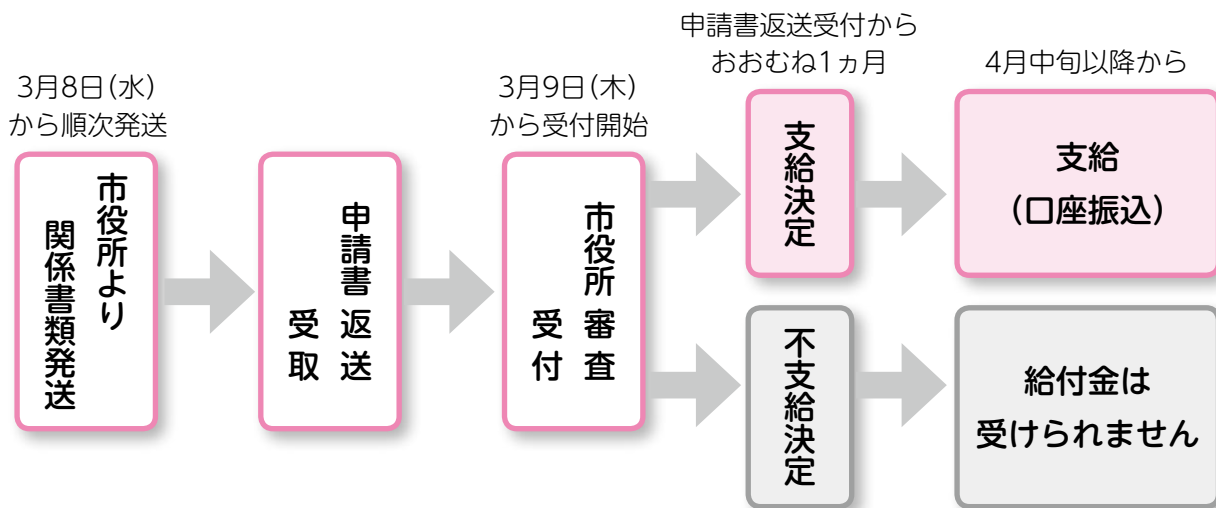 3月8日(水)
から順次発送
市役所より
関係書類発送
申請書返送
受取
3月9日(木)
から受付開始
市役所審査
受付
申請書返送受付から
おおむね1ヵ月
支給決定
4月中旬以降から
支給
(口座振込)
不支給決定
給付金は
受けられません